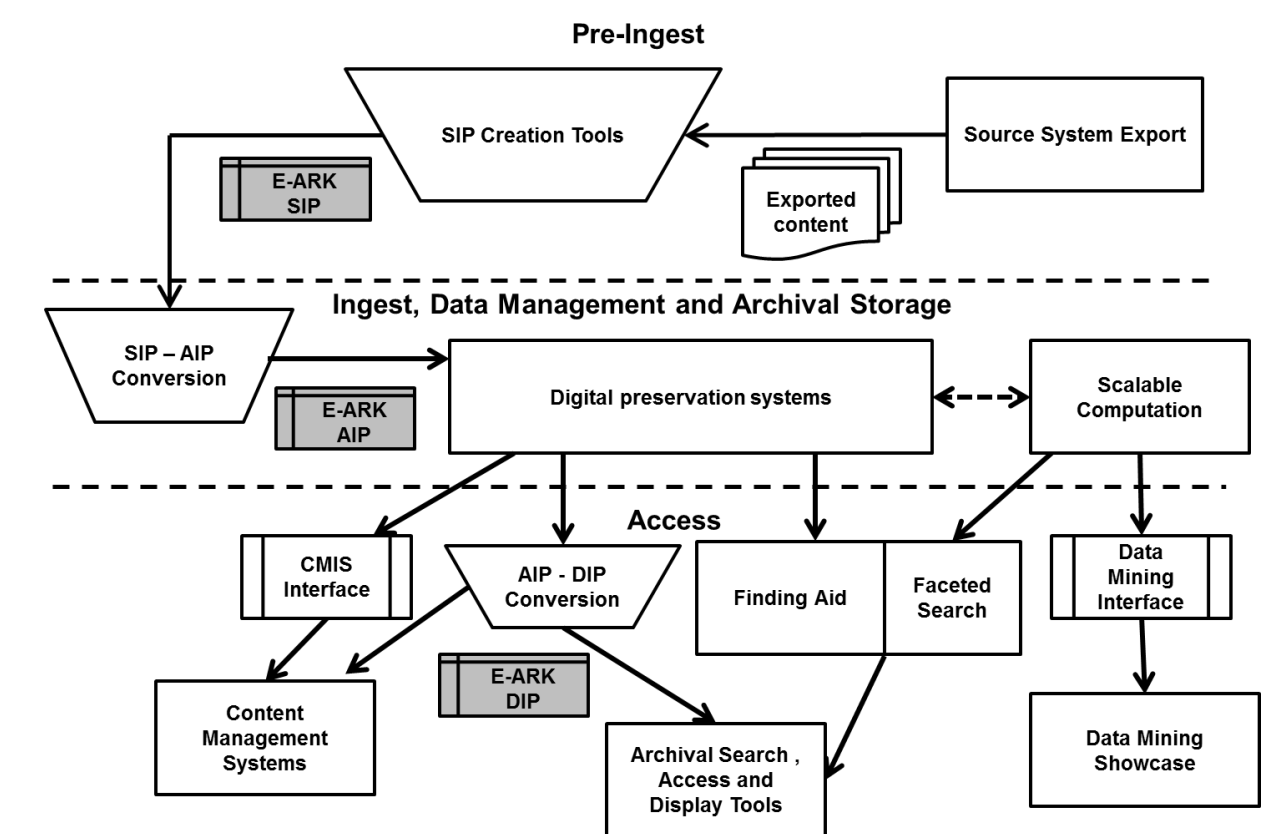 Pre-Ingest
SIP Creation Tools
Source System Export
E-ARK
SIP
Exported
content
Ingest, Data Management and Archival Storage
SIP – AIP
Conversion
E-ARK
AIP
Digital preservation systems
Scalable
Computation
Access
CMIS
Interface
AIP - DIP
Conversion
Finding Aid
Faceted
Search
Data
Mining
Interface
E-ARK
DIP
Content
Management
Systems
Archival Search ,
Access and
Display Tools
Data Mining
Showcase